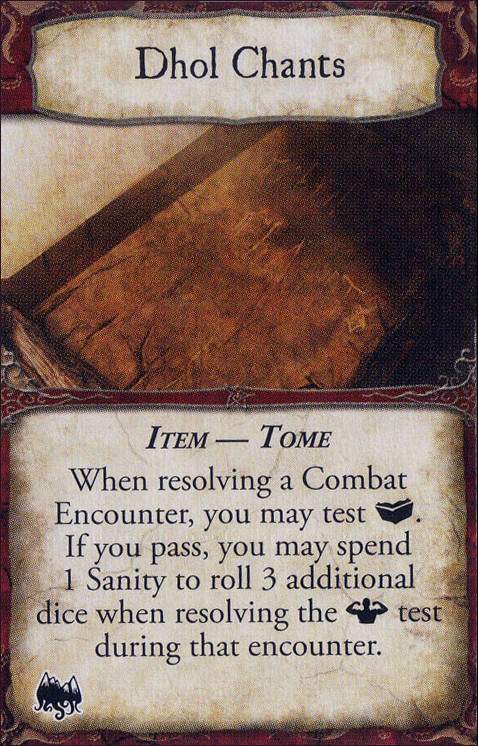 Dhol Chants
Item — Tome
When resolving a Combat
Encounter, you may test .
If you pass, you may spend
1 Sanity to roll 3 additional
dice when resolving the test
during that encounter.